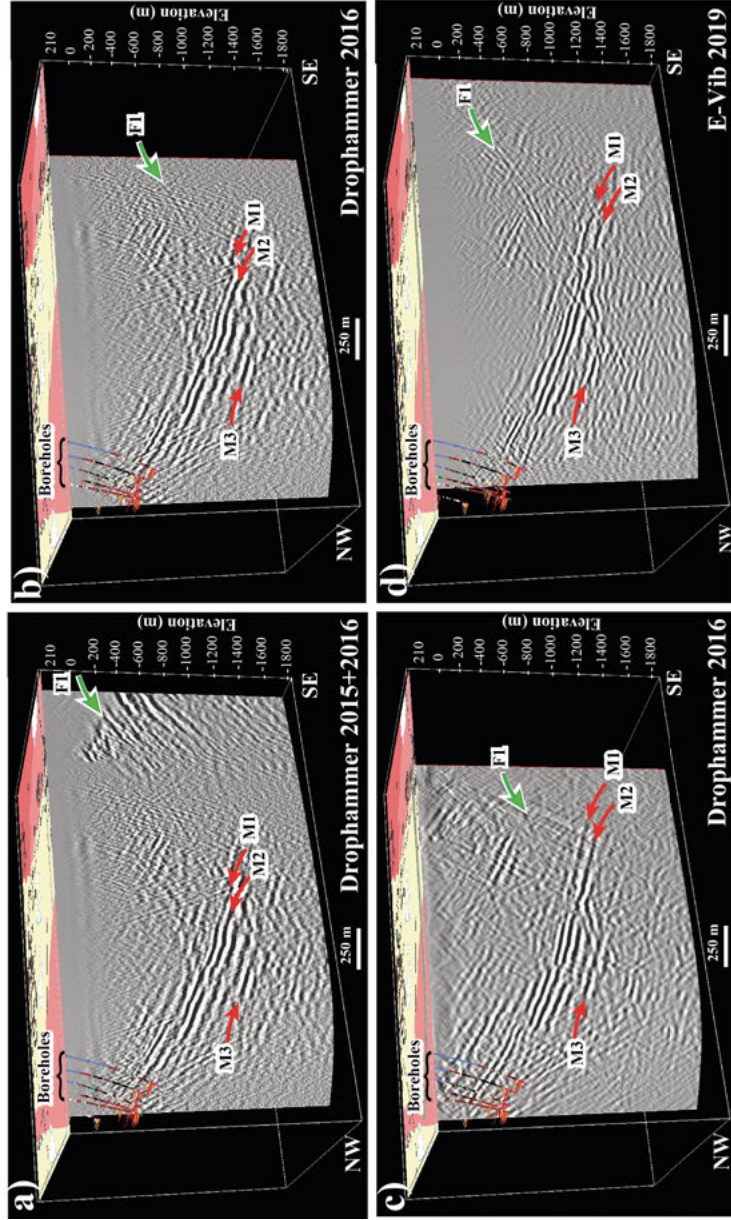 a)
Boreholes
F1
M1
M2
M3
NW
SE
250 m
Drophammer 2015+2016
Elevation (m)
210
0
-200
-400
-600
-800
-1000
-1200
-1400
-1600
-1800
b)
Boreholes
F1
M1
M2
M3
NW
SE
250 m
Drophammer 2016
Elevation (m)
210
0
-200
-400
-600
-800
-1000
-1200
-1400
-1600
-1800
c)
Boreholes
F1
M1
M2
M3
NW
SE
250 m
Drophammer 2016
Elevation (m)
210
0
-200
-400
-600
-800
-1000
-1200
-1400
-1600
-1800
d)
Boreholes
F1
M1
M2
M3
NW
SE
250 m
E-Vib 2019
Elevation (m)
210
0
-200
-400
-600
-800
-1000
-1200
-1400
-1600
-1800